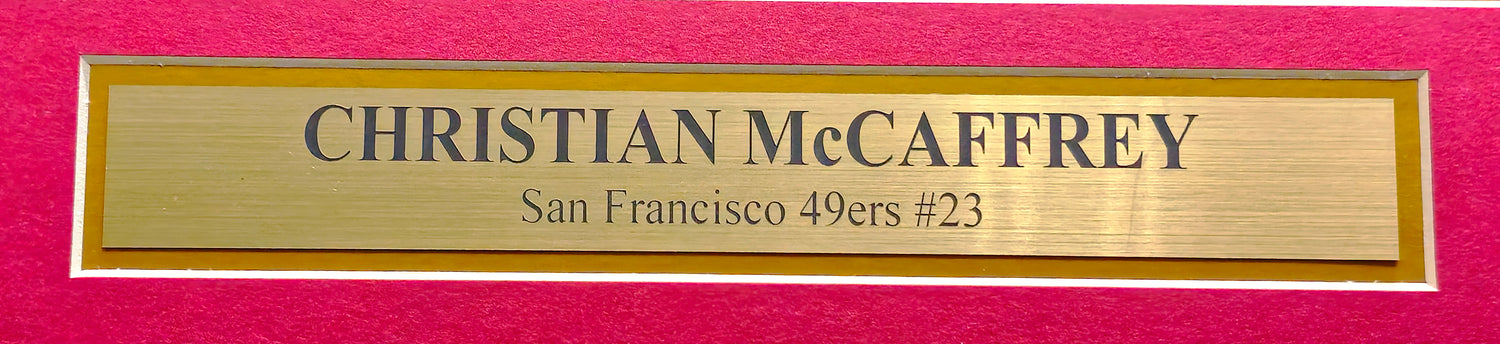 CHRISTIAN McCAFFREY
San Francisco 49ers #23